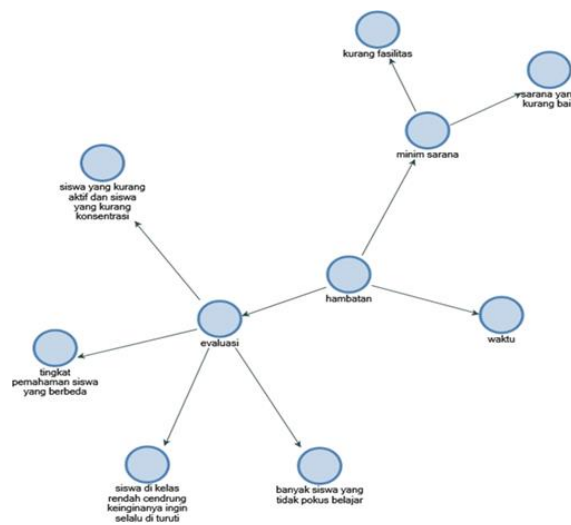 kurang fasilitas
sarana yang
kurang bai
minim sarana
siswa yang kurang
aktif dan siswa
yang kurang
konsentrasi
hambatan
waktu
evaluasi
tingkat
pemahaman siswa
yang berbeda
siswa di kelas
rendah cendrung
keinginanya ingin
selalu di turuti
banyak siswa yang
tidak pokus belajar